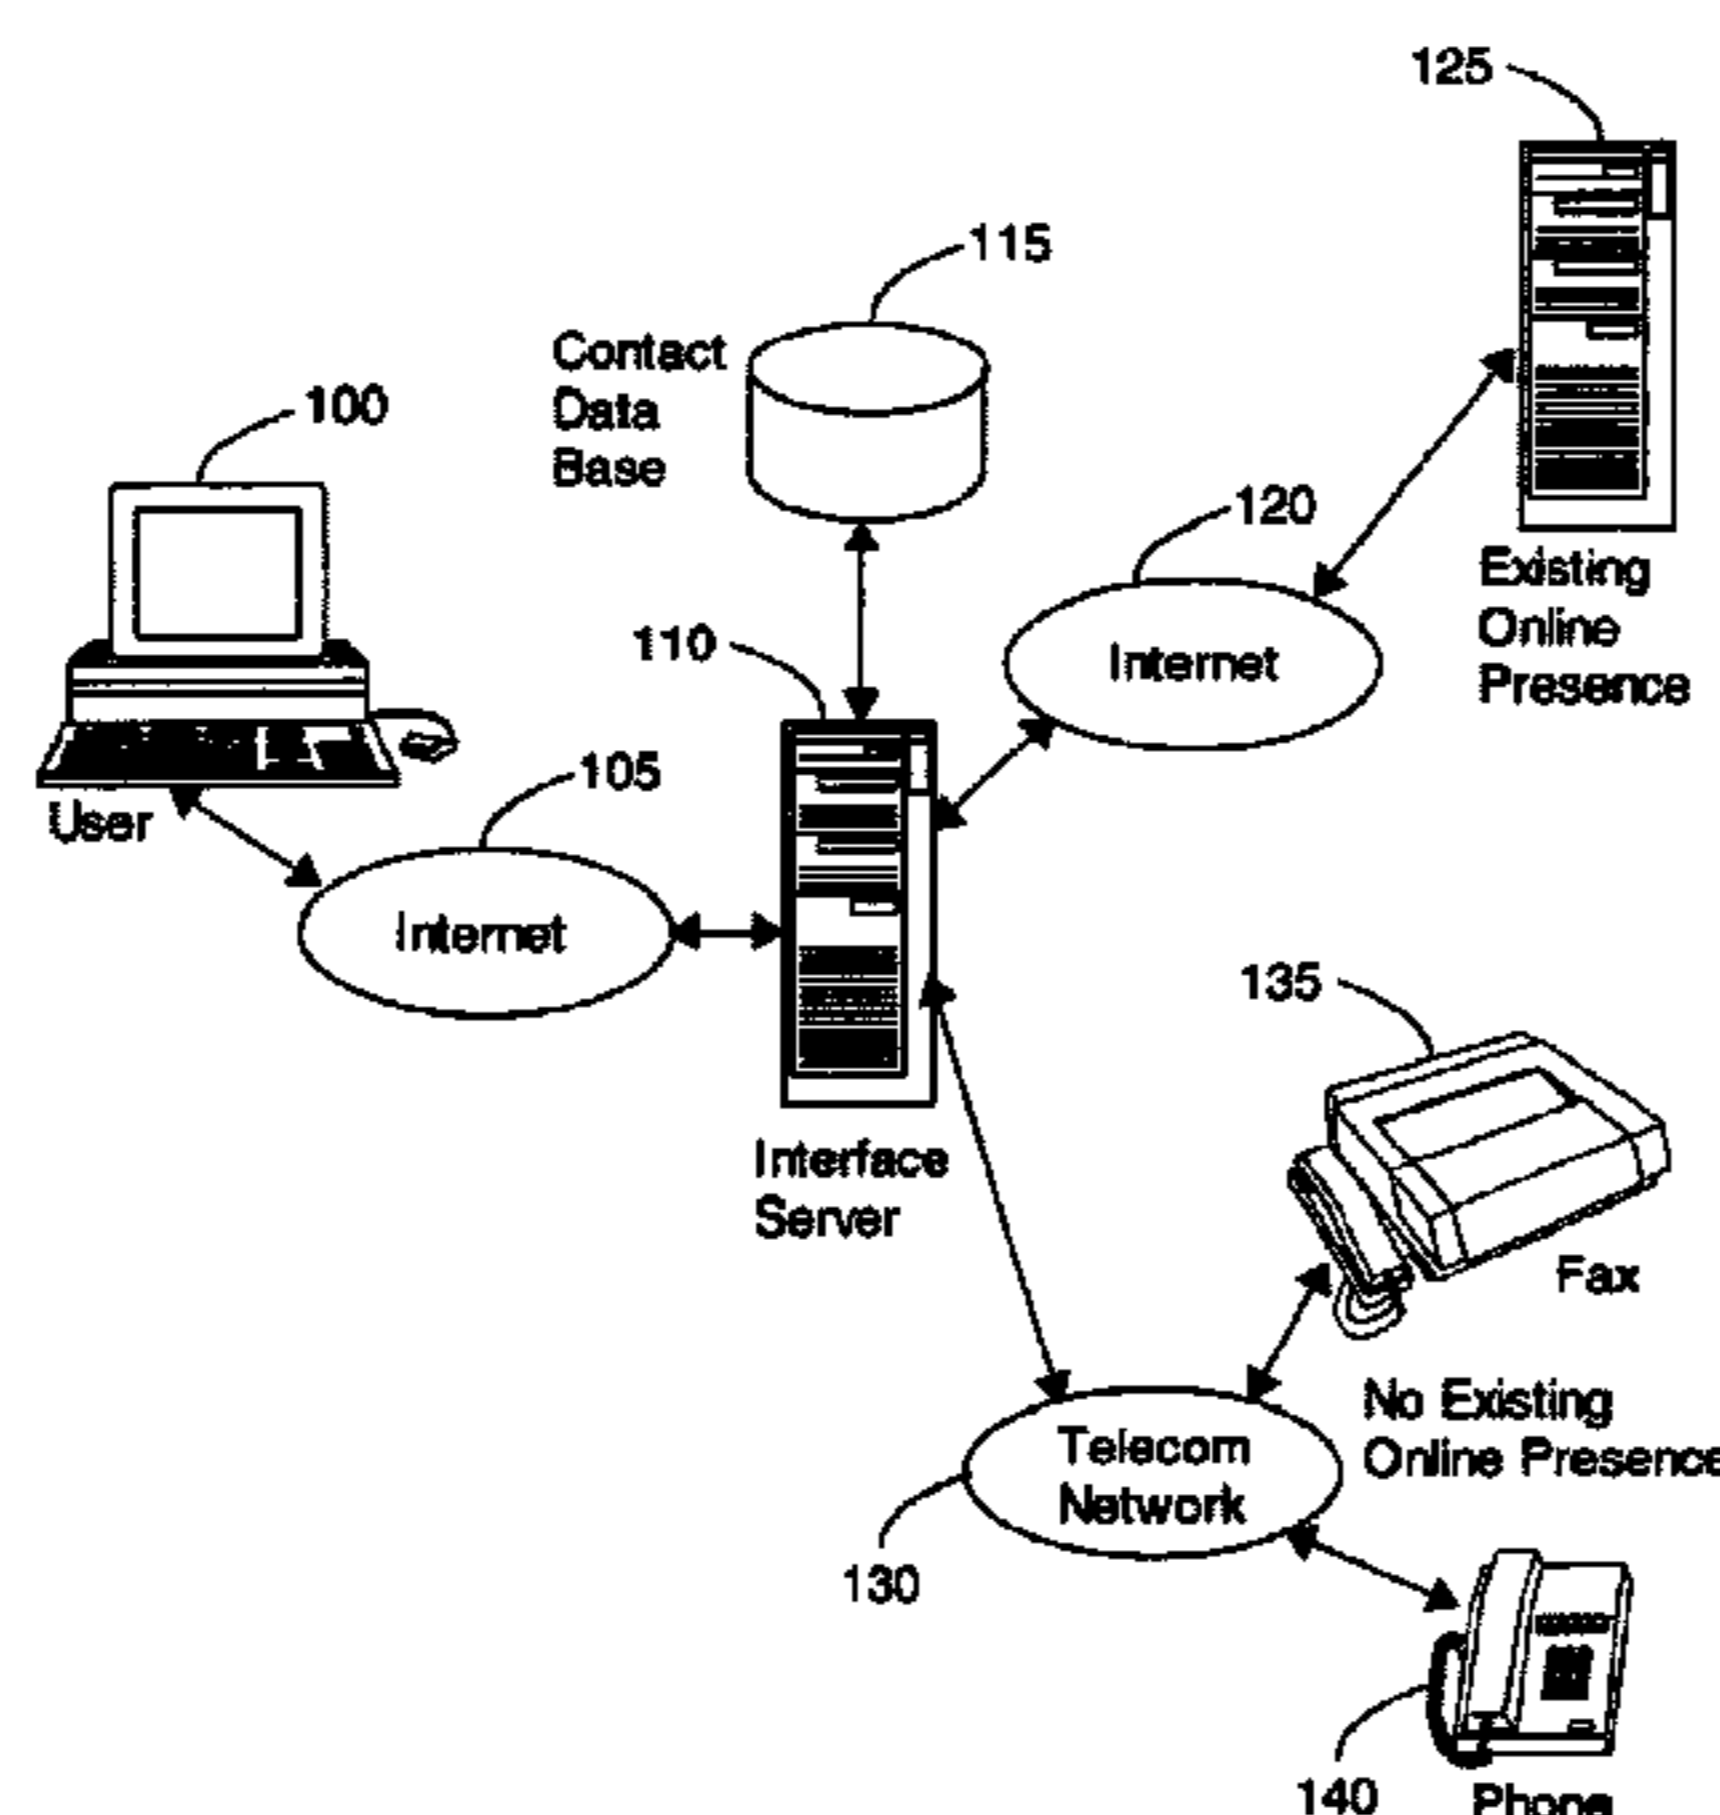 125
115
Contact
Data
Base
100
120
Existing
Online
Presence
Internet
110
105
User
Internet
135
Interface
Server
Fax
No Existing
Online Presence
Telecom
Network
130
140
Phone